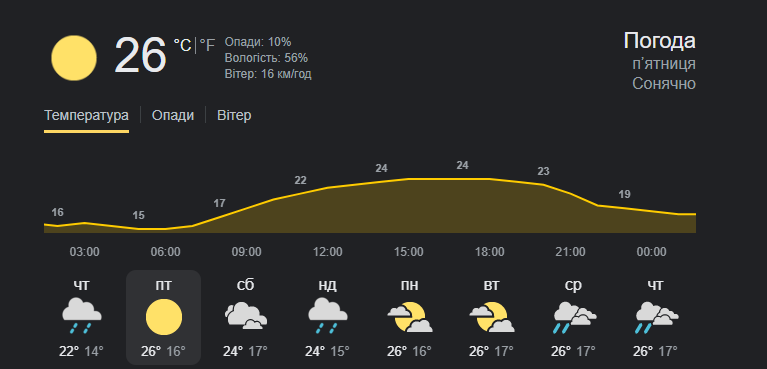 26 °C | °F
Опади: 10%
Вологість: 56%
Вітер: 16 км/год
Погода
п’ятниця
Сонячно
Температура | Опади | Вітер
16 15 17 22 24 24 23 19
03:00 06:00 09:00 12:00 15:00 18:00 21:00 00:00
чт пт сб нд пн вт ср чт
22° 14° 26° 16° 24° 17° 24° 15° 26° 16° 26° 17° 26° 17° 26° 17°